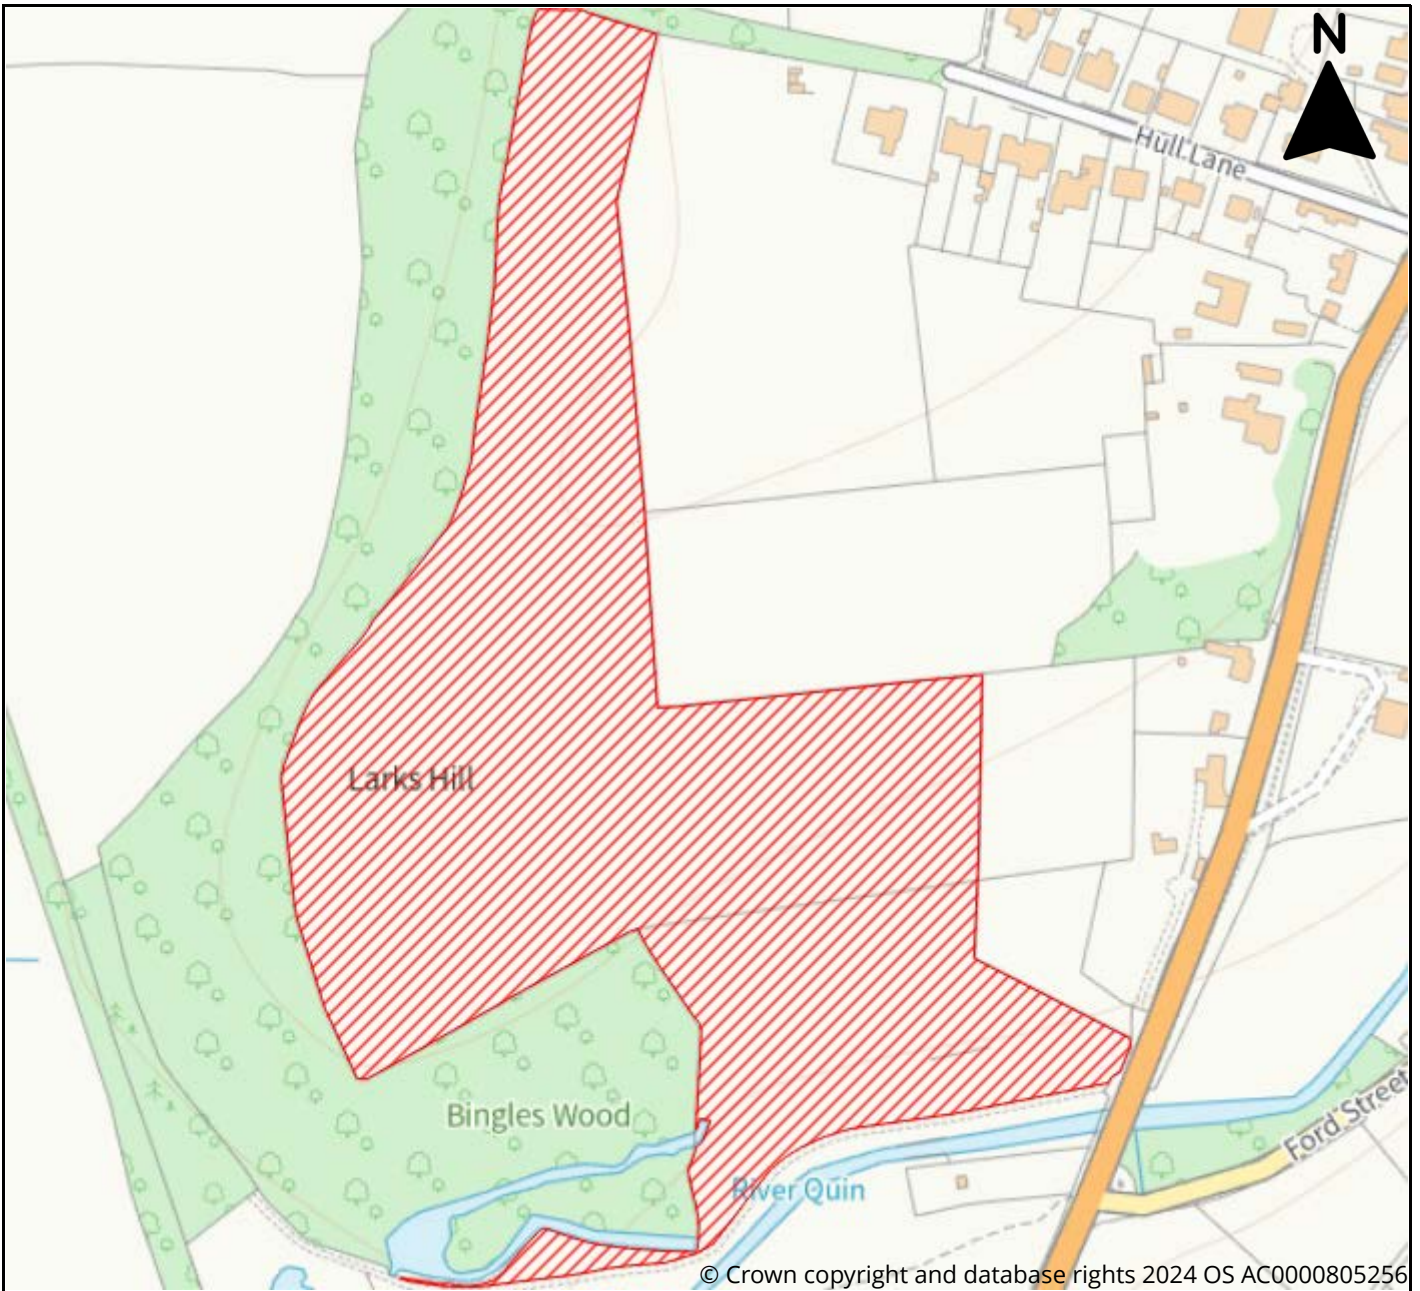 N
Hull Lane
Larks Hill
Bingles Wood
River Quin
Ford Street
© Crown copyright and database rights 2024 OS AC0000805256